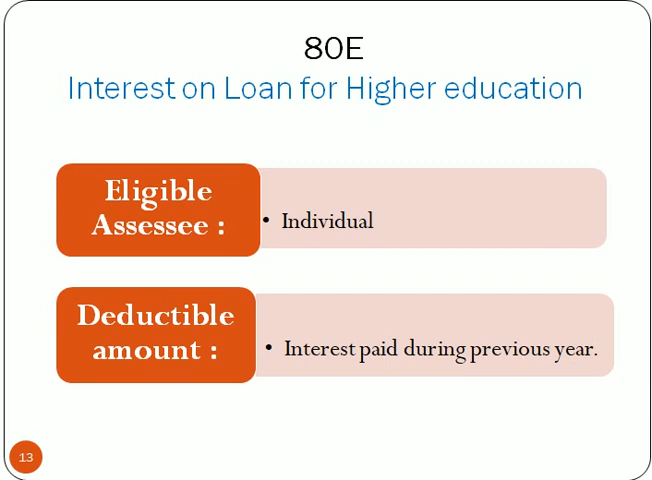 80E
Interest on Loan for Higher education
Eligible
Assessee :
• Individual
Deductible
amount :
• Interest paid during previous year.
13